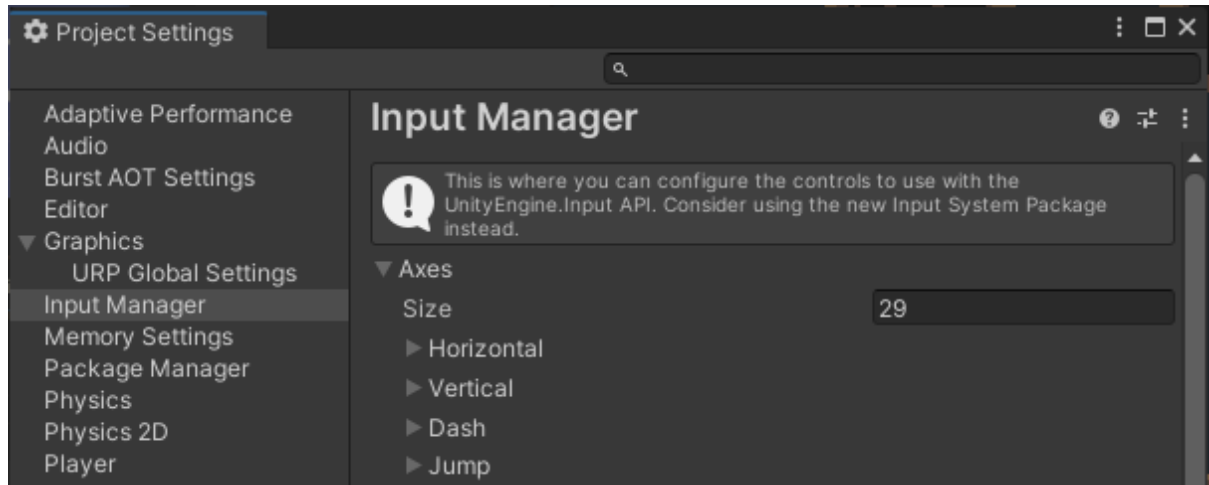 Project Settings
Adaptive Performance
Audio
Burst AOT Settings
Editor
Graphics
URP Global Settings
Input Manager
Memory Settings
Package Manager
Physics
Physics 2D
Player
Input Manager
This is where you can configure the controls to use with the
UnityEngine.Input API. Consider using the new Input System Package
instead.
Axes
Size 29
Horizontal
Vertical
Dash
Jump